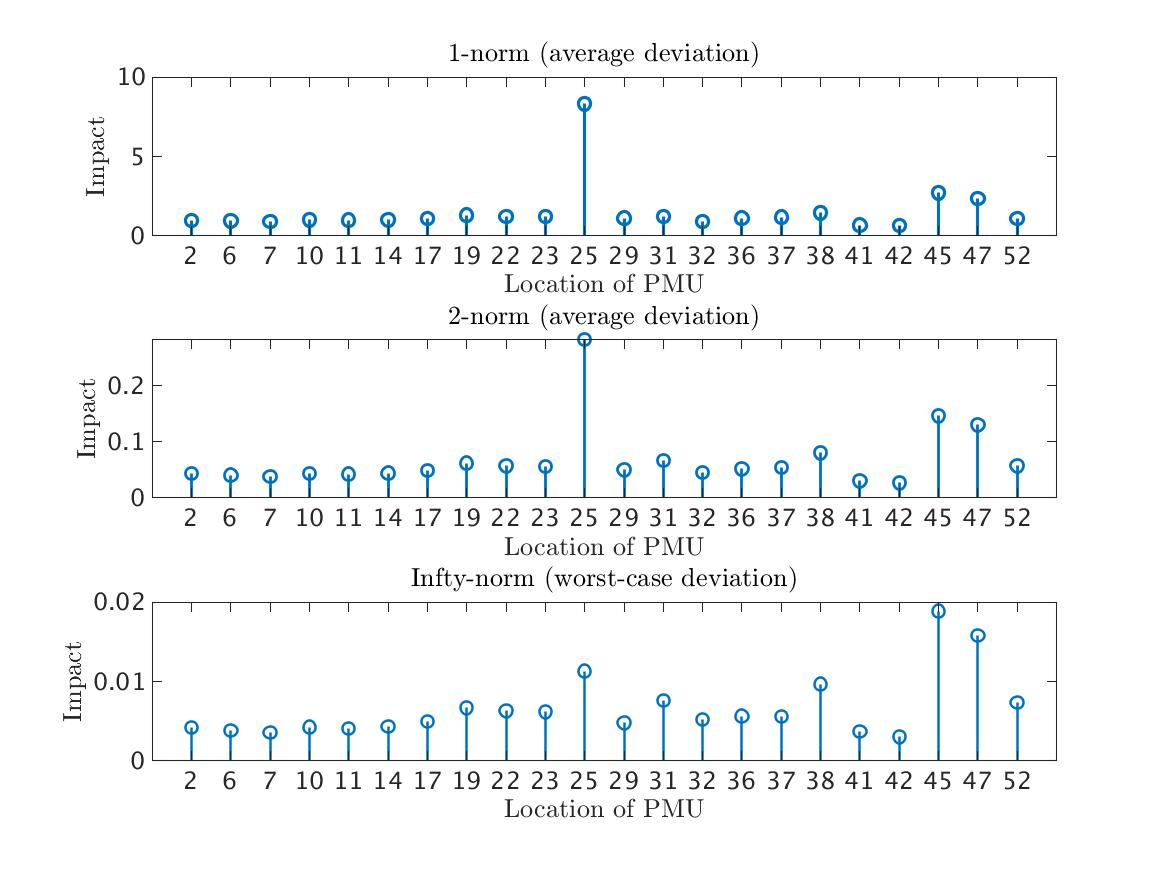 1-norm (average deviation)
10
5
0
Impact
2 6 7 10 11 14 17 19 22 23 25 29 31 32 36 37 38 41 42 45 47 52
Location of PMU
2-norm (average deviation)
0.2
0.1
0
Impact
2 6 7 10 11 14 17 19 22 23 25 29 31 32 36 37 38 41 42 45 47 52
Location of PMU
Infty-norm (worst-case deviation)
0.02
0.01
0
Impact
2 6 7 10 11 14 17 19 22 23 25 29 31 32 36 37 38 41 42 45 47 52
Location of PMU